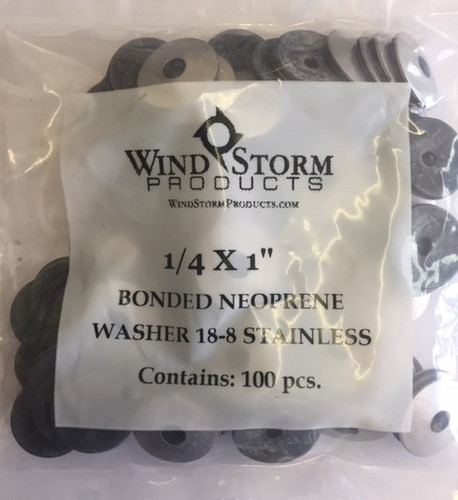 WIND STORM
PRODUCTS
WINDSTORMPRODUCTS.COM
1/4 X 1"
BONDED NEOPRENE
WASHER 18-8 STAINLESS
Contains: 100 pcs.